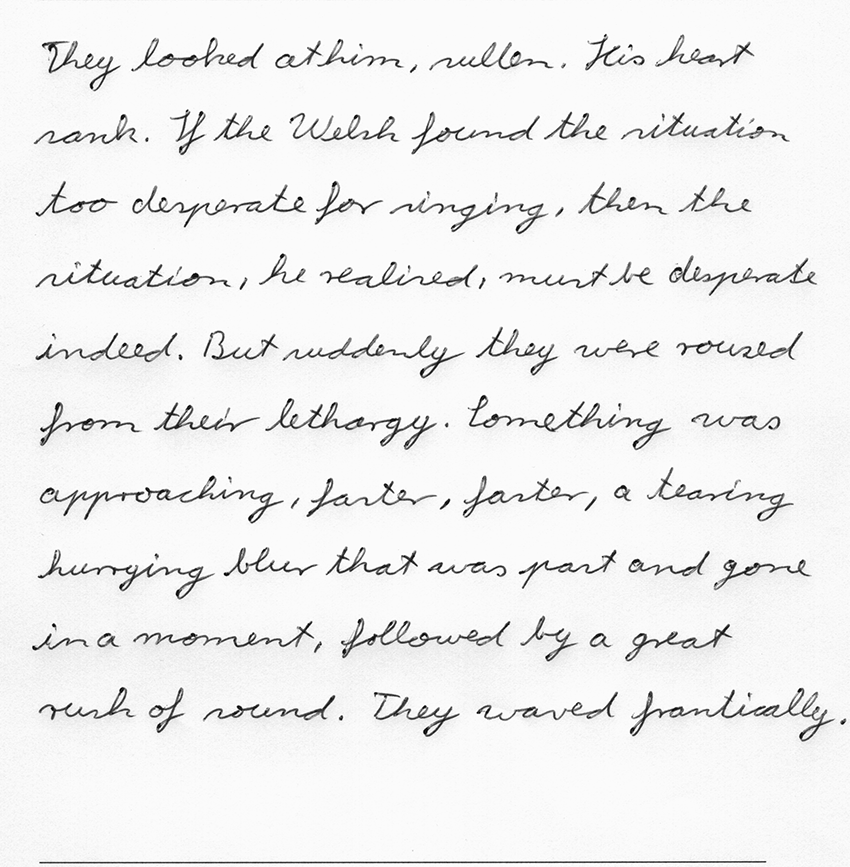 They looked at him, sullen. His heart
sank. If the Welsh found the situation
too desperate for singing, then the
situation, he realised, must be desperate
indeed. But suddenly they were roused
from their lethargy. Something was
approaching, faster, faster, a tearing
hurrying blur that was past and gone
in a moment, followed by a great
rush of sound. They waved frantically.